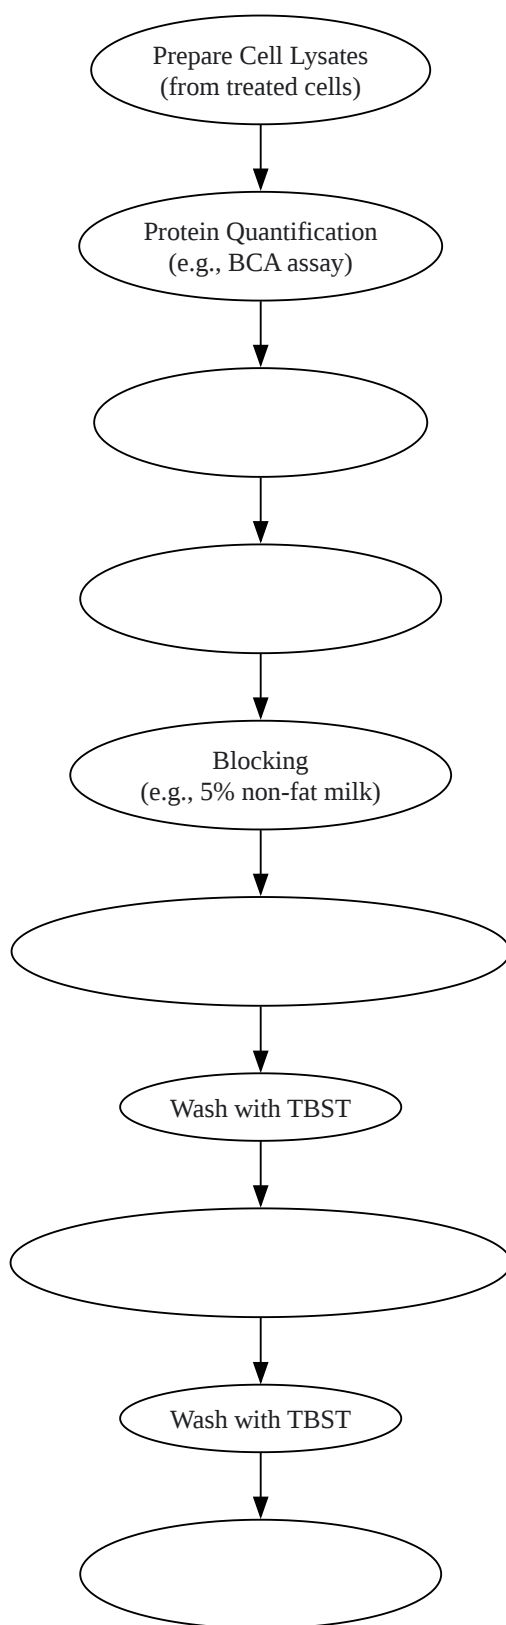 Prepare Cell Lysates
(from treated cells)
Protein Quantification
(e.g., BCA assay)
Blocking
(e.g., 5% non-fat milk)
Wash with TBST
Wash with TBST